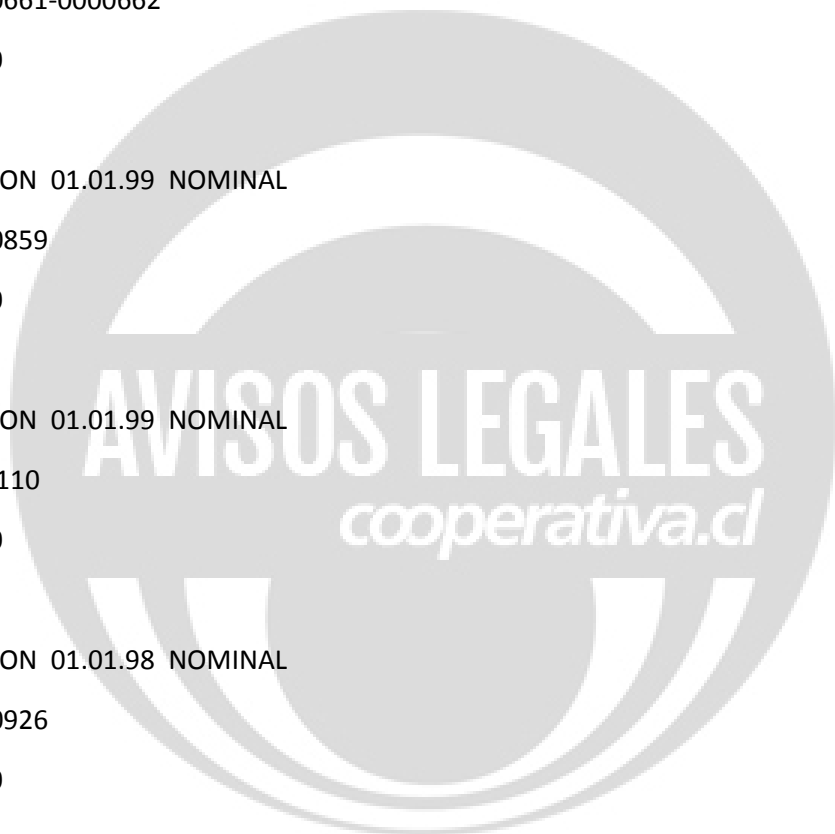 0661-0000662
0
ON 01.01.99 NOMINAL
0859
0
ON 01.01.99 NOMINAL
AVISOS LEGALES
110
cooperativa.cl
0
ON 01.01.98 NOMINAL
0926
0